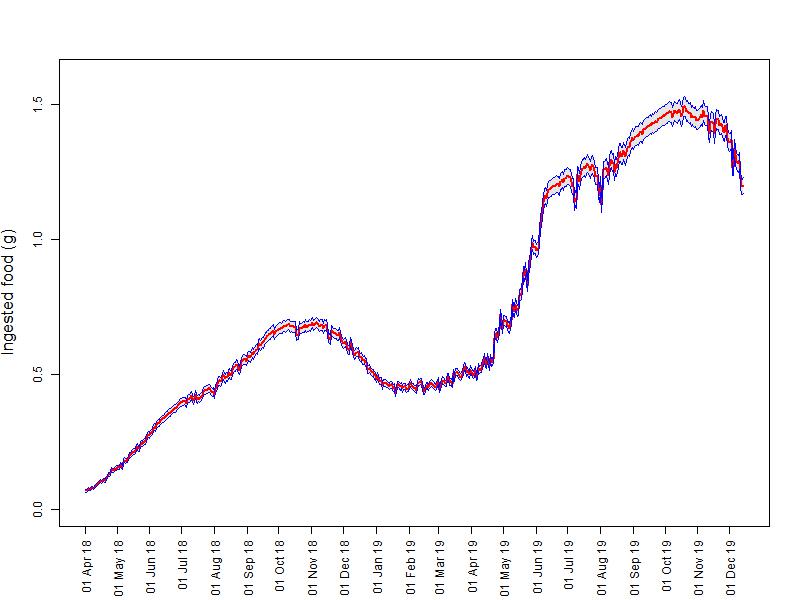 Ingested food (g)
1.5
1.0
0.5
0.0
01 Apr 18
01 May 18
01 Jun 18
01 Jul 18
01 Aug 18
01 Sep 18
01 Oct 18
01 Nov 18
01 Dec 18
01 Jan 19
01 Feb 19
01 Mar 19
01 Apr 19
01 May 19
01 Jun 19
01 Jul 19
01 Aug 19
01 Sep 19
01 Oct 19
01 Nov 19
01 Dec 19